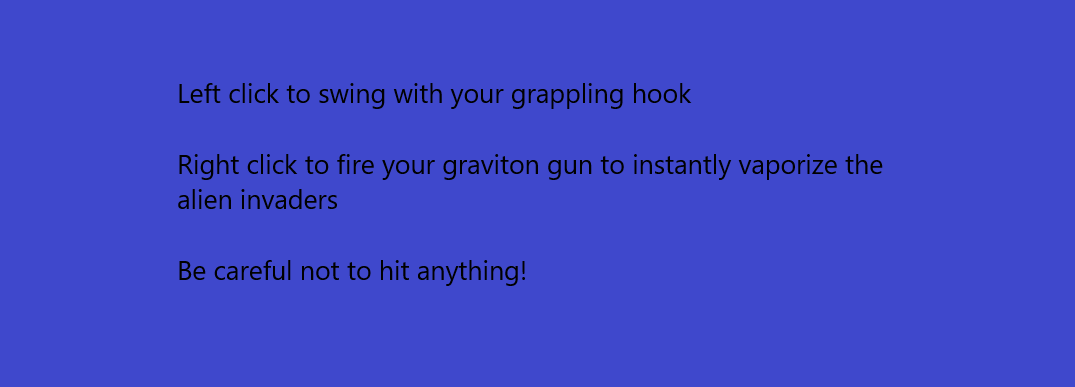 Left click to swing with your grappling hook
Right click to fire your graviton gun to instantly vaporize the
alien invaders
Be careful not to hit anything!